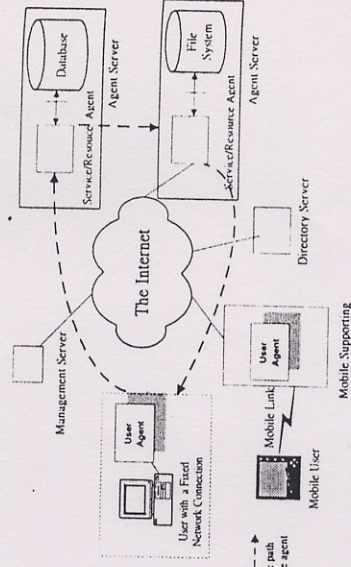 Database
Service/Resource Agent
Agent Server
File
System
Service/Resource Agent
Agent Server
Management Server
The Internet
Directory Server
User
Agent
User with a Fixed
Network Connection
User
Agent
Mobile Link
Mobile User
Mobile Supporting
path
agent